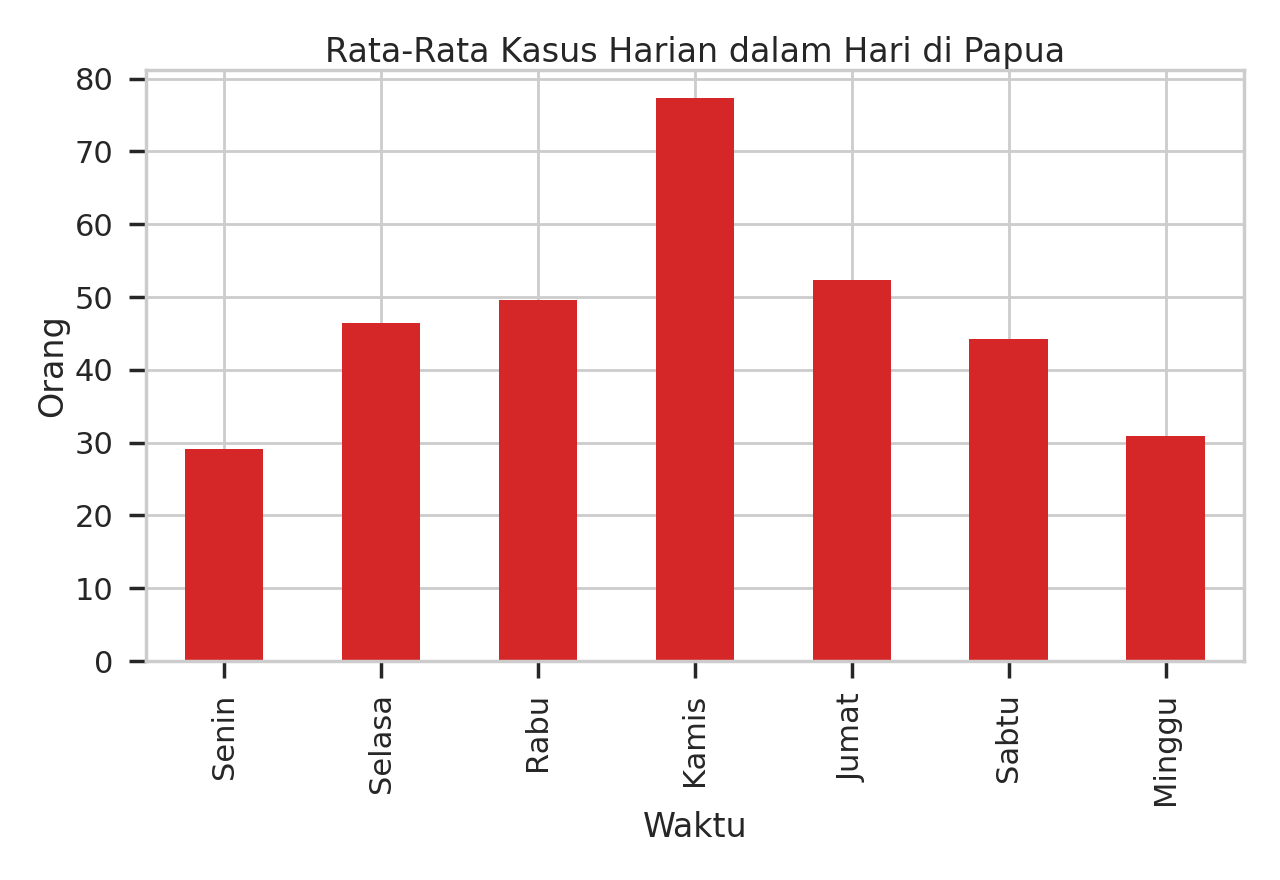 Rata-Rata Kasus Harian dalam Hari di Papua
80
70
60
50
40
30
20
10
0
Orang
Senin
Selasa
Rabu
Kamis
Jumat
Sabtu
Minggu
Waktu